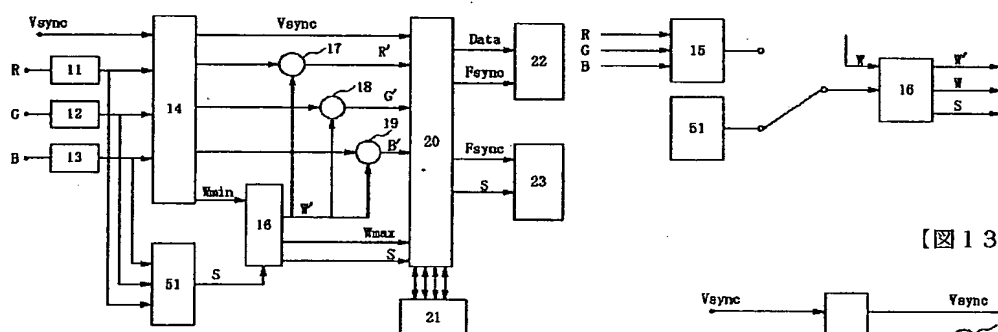 Vsync
Vsync
17
R'
Data
22
Fsync
R
11
18
G'
G
12
14
19
B
13
B'
20
Fsync
23
S
Wmin
W'
16
Wmax
S
51
S
21
R
G
B
15
51
W
16
W'
W
S
【図13
Vsync
Vsync